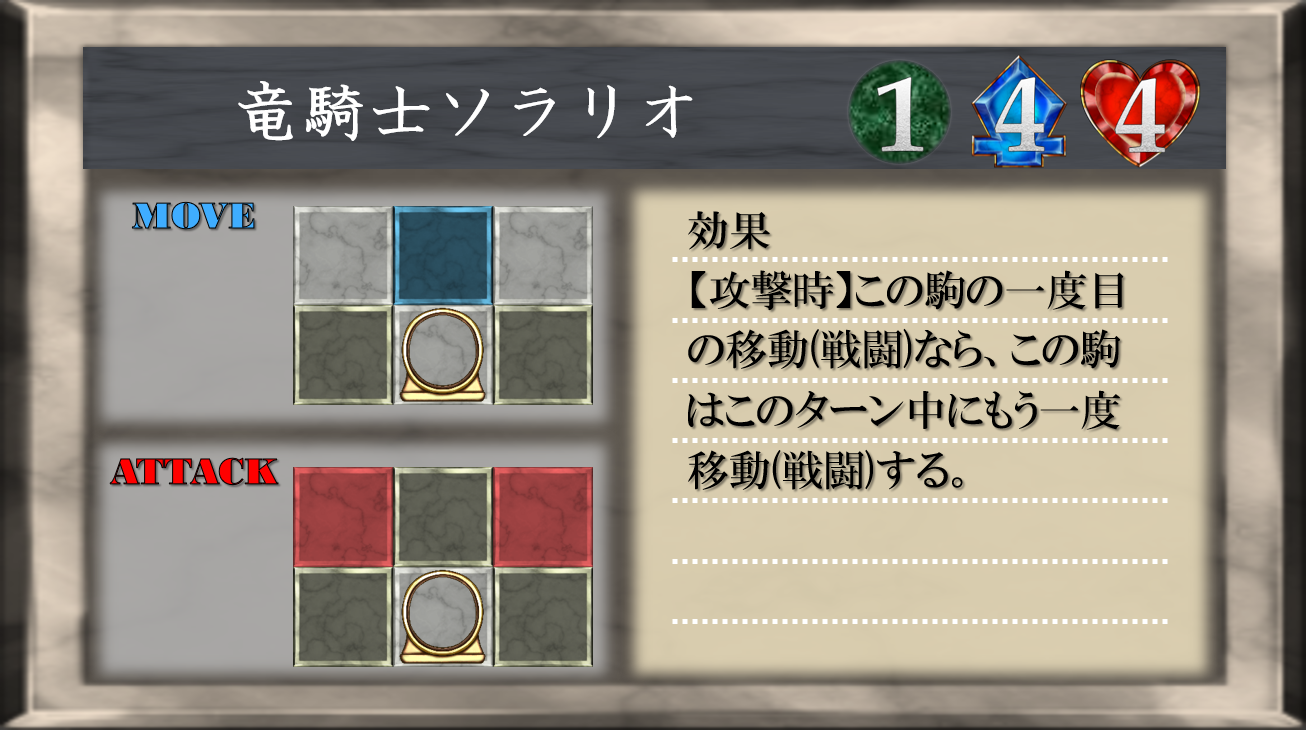 竜騎士ソラリオ
1 4 4
MOVE
ATTACK
効果
【攻撃時】この駒の一度目
の移動(戦闘)なら、この駒
はこのターン中にもう一度
移動(戦闘)する。